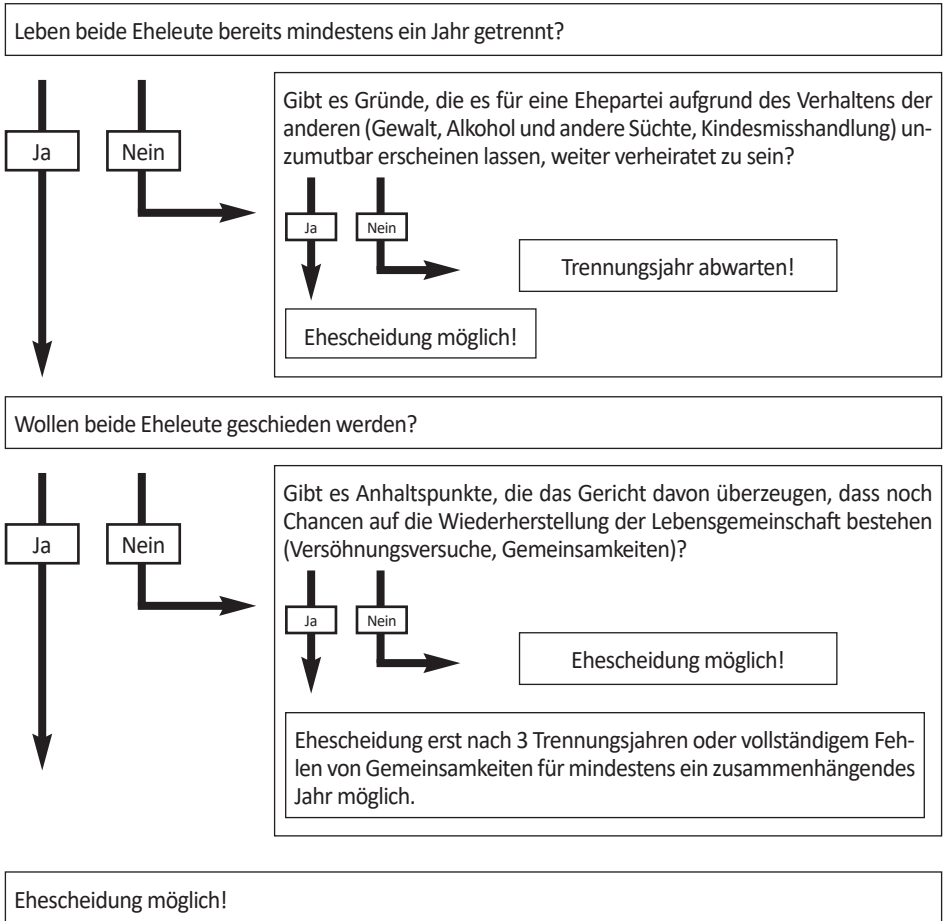 Leben beide Eheleute bereits mindestens ein Jahr getrennt?
Ja
Nein
Gibt es Gründe, die es für eine Ehepartei aufgrund des Verhaltens der
anderen (Gewalt, Alkohol und andere Süchte, Kindesmisshandlung) un-
zumutbar erscheinen lassen, weiter verheiratet zu sein?
Ja
Nein
Trennungsjahr abwarten!
Ehescheidung möglich!
Wollen beide Eheleute geschieden werden?
Ja
Nein
Gibt es Anhaltspunkte, die das Gericht davon überzeugen, dass noch
Chancen auf die Wiederherstellung der Lebensgemeinschaft bestehen
(Versöhnungsversuche, Gemeinsamkeiten)?
Ja
Nein
Ehescheidung möglich!
Ehescheidung erst nach 3 Trennungsjahren oder vollständigem Feh-
len von Gemeinsamkeiten für mindestens ein zusammenhängendes
Jahr möglich.
Ehescheidung möglich!